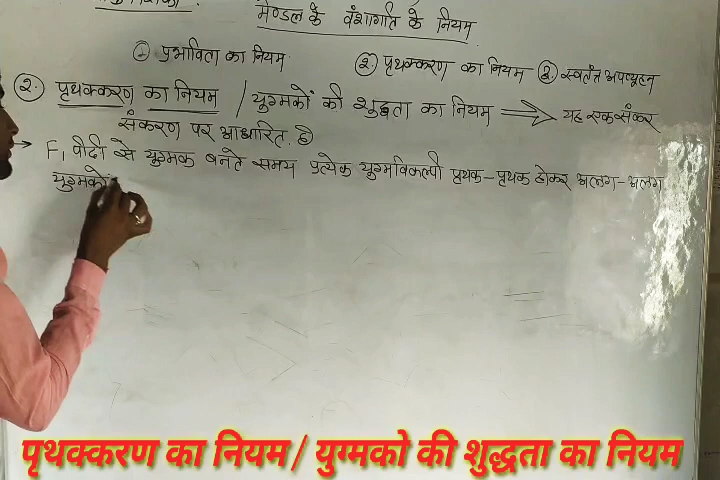 मेण्डल के वंशागति के नियम
① प्रभाविता का नियम ②. पृथक्करण का नियम ③. स्वतंत्र अपव्यूहन
②. पृथक्करण का नियम / युग्मकों की शुद्धता का नियम ⟹ यह एकसंकर
संकरण पर आधारित है
→ F₁ पीढी से युग्मक बनते समय प्रत्येक युग्मविकल्पी पृथक-पृथक होकर अलग-अलग
युग्मको
पृथक्करण का नियम / युग्मको की शुद्धता का नियम